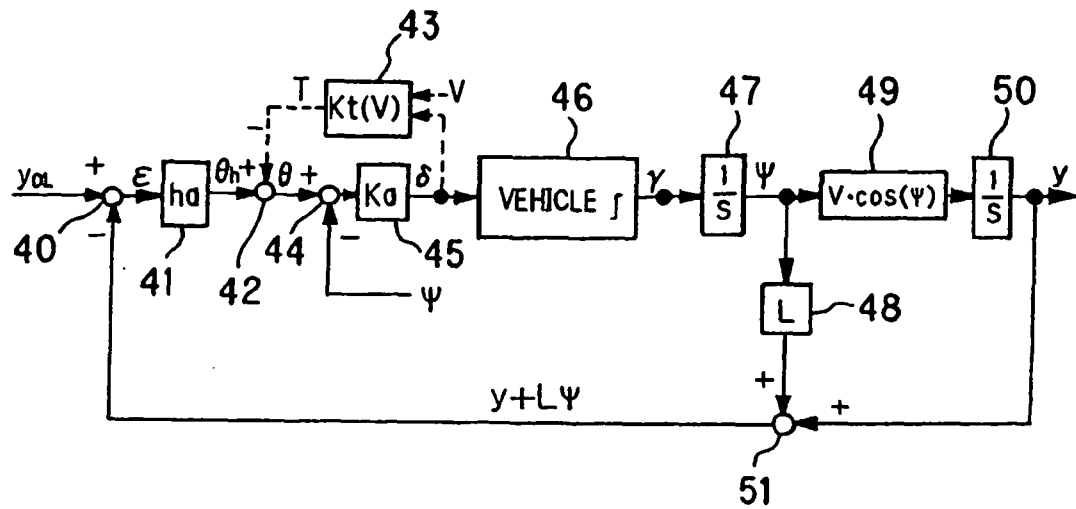 43
T
Kt(V)
V
−
46
47
49
50
yOL
+
ε
ha
θh
+
θ
+
Ka
δ
VEHICLE ∫
γ
1/S
ψ
V·cos(ψ)
1/S
y
−
−
40
41
42
44
45
ψ
L
48
+
y+Lψ
+
51